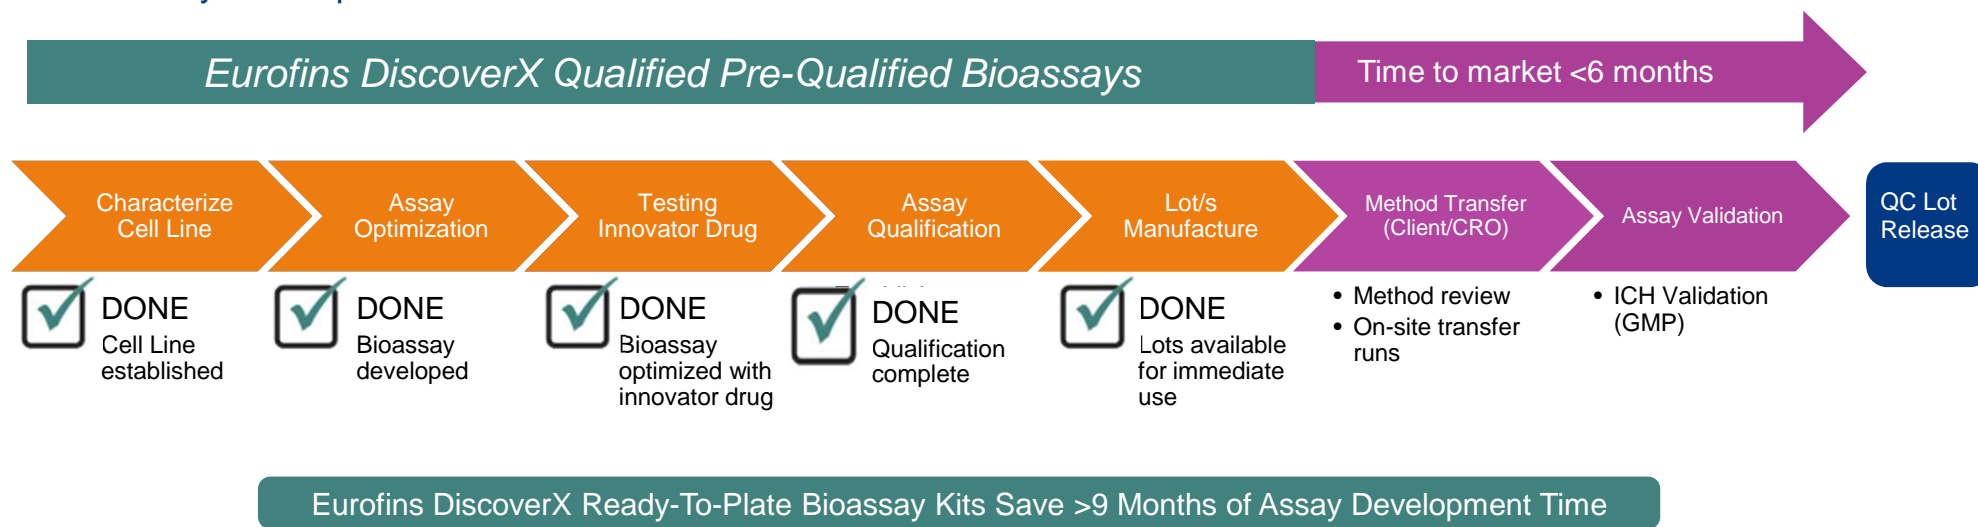 Eurofins DiscoverX Qualified Pre-Qualified Bioassays
Time to market <6 months
Characterize
Cell Line
Assay
Optimization
Testing
Innovator Drug
Assay
Qualification
Lot/s
Manufacture
Method Transfer
(Client/CRO)
Assay Validation
QC Lot
Release
DONE
Cell Line
established
DONE
Bioassay
developed
DONE
Bioassay
optimized with
innovator drug
DONE
Qualification
complete
DONE
Lots available
for immediate
use
• Method review
• On-site transfer
runs
• ICH Validation
(GMP)
Eurofins DiscoverX Ready-To-Plate Bioassay Kits Save >9 Months of Assay Development Time